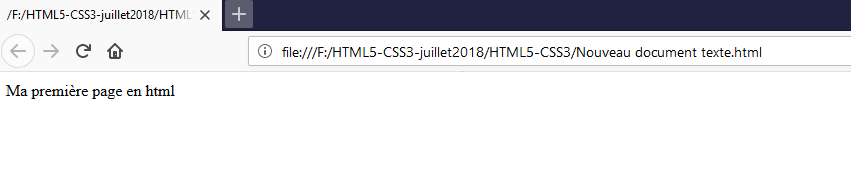 /F:/HTML5-CSS3-juillet2018/HTML
file:///F:/HTML5-CSS3-juillet2018/HTML5-CSS3/Nouveau document texte.html
Ma première page en html